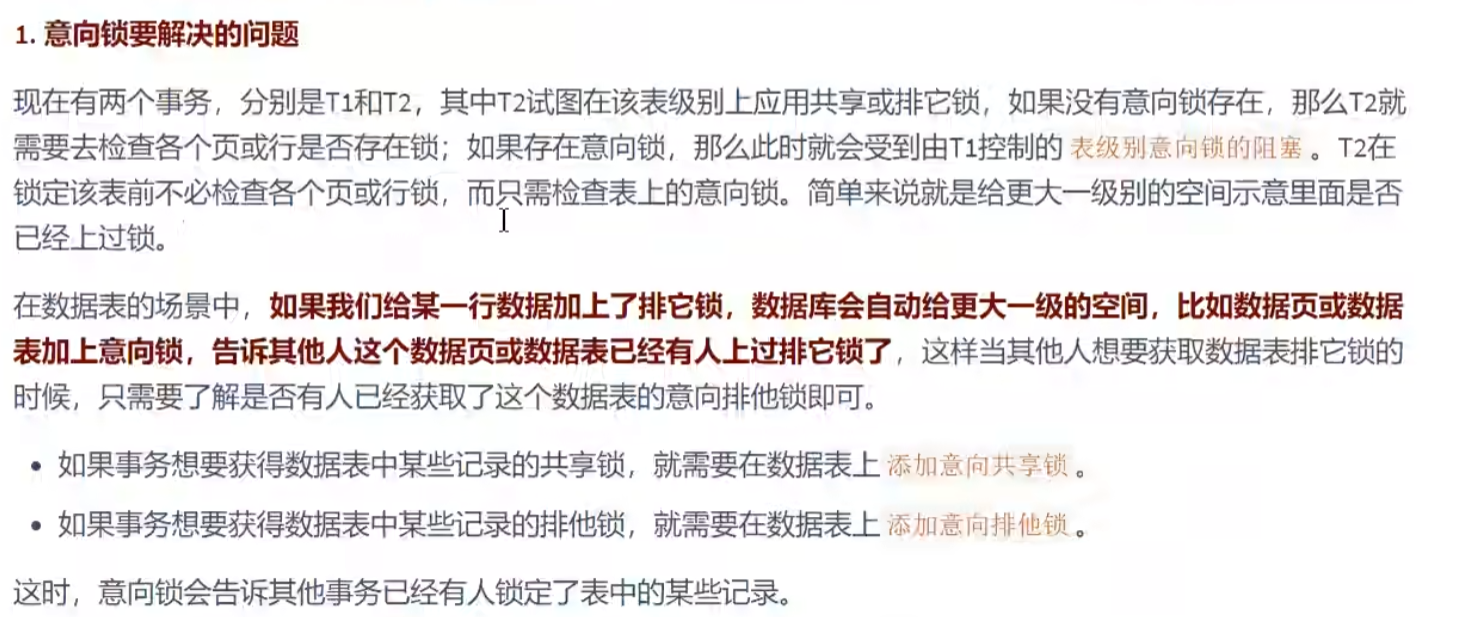 1. 意向锁要解决的问题
现在有两个事务，分别是T1和T2，其中T2试图在该表级别上应用共享或排它锁，如果没有意向锁存在，那么T2就
需要去检查各个页或行是否存在锁；如果存在意向锁，那么此时就会受到由T1控制的 表级别意向锁的阻塞 。T2在
锁定该表前不必检查各个页或行锁，而只需检查表上的意向锁。简单来说就是给更大一级别的空间示意里面是否
已经上过锁。
在数据表的场景中，如果我们给某一行数据加上了排它锁，数据库会自动给更大一级的空间，比如数据页或数据
表加上意向锁，告诉其他人这个数据页或数据表已经有人上过排它锁了，这样当其他人想要获取数据表排它锁的
时候，只需要了解是否有人已经获取了这个数据表的意向排他锁即可。
• 如果事务想要获得数据表中某些记录的共享锁，就需要在数据表上 添加意向共享锁 。
• 如果事务想要获得数据表中某些记录的排他锁，就需要在数据表上 添加意向排他锁 。
这时，意向锁会告诉其他事务已经有人锁定了表中的某些记录。